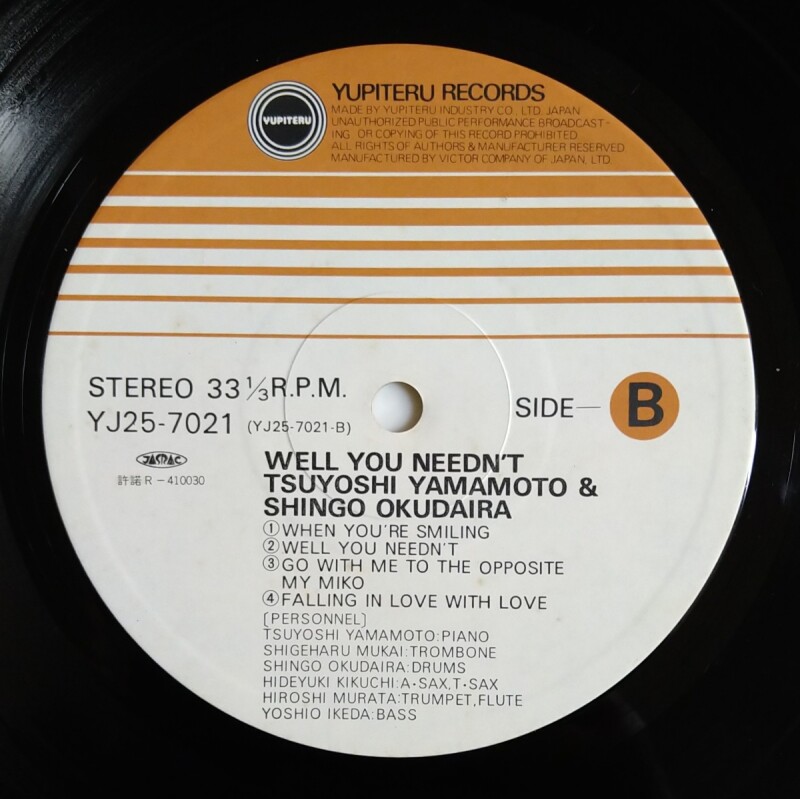 YUPITERU
YUPITERU RECORDS
MADE BY YUPITERU INDUSTRY CO., LTD. JAPAN
UNAUTHORIZED PUBLIC PERFORMANCE BROADCAST-
ING OR COPYING OF THIS RECORD PROHIBITED
ALL RIGHTS OF AUTHORS & MANUFACTURER RESERVED
MANUFACTURED BY VICTOR COMPANY OF JAPAN, LTD.
STEREO 33 1/3 R.P.M.
YJ25-7021 (YJ25-7021-B)
SIDE— B
JASRAC
許諾 R-410030
WELL YOU NEEDN'T
TSUYOSHI YAMAMOTO &
SHINGO OKUDAIRA
①WHEN YOU'RE SMILING
②WELL YOU NEEDN'T
③GO WITH ME TO THE OPPOSITE
MY MIKO
④FALLING IN LOVE WITH LOVE
[PERSONNEL]
TSUYOSHI YAMAMOTO:PIANO
SHIGEHARU MUKAI:TROMBONE
SHINGO OKUDAIRA:DRUMS
HIDEYUKI KIKUCHI:A・SAX,T・SAX
HIROSHI MURATA:TRUMPET,FLUTE
YOSHIO IKEDA:BASS